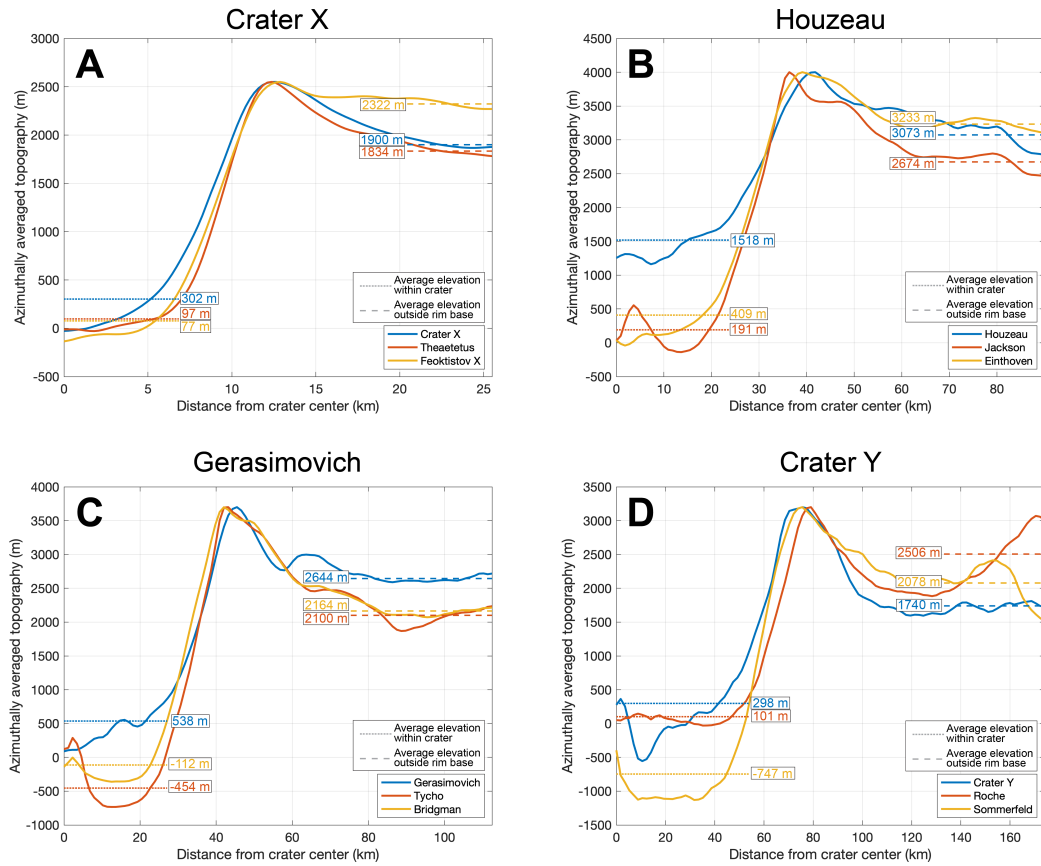 Crater X
A
Azimuthally averaged topography (m)
3000
2500
2000
1500
1000
500
0
-500
2322 m
1900 m
1834 m
302 m
97 m
77 m
Average elevation
within crater
Average elevation
outside rim base
Crater X
Theaetetus
Feoktistov X
0
5
10
15
20
25
Distance from crater center (km)
Houzeau
B
Azimuthally averaged topography (m)
4500
4000
3500
3000
2500
2000
1500
1000
500
0
-500
3233 m
3073 m
2674 m
1518 m
409 m
191 m
Average elevation
within crater
Average elevation
outside rim base
Houzeau
Jackson
Einthoven
0
10
20
30
40
50
60
70
80
Distance from crater center (km)
Gerasimovich
C
Azimuthally averaged topography (m)
4000
3500
3000
2500
2000
1500
1000
500
0
-500
-1000
2644 m
2164 m
2100 m
538 m
-112 m
-454 m
Average elevation
within crater
Average elevation
outside rim base
Gerasimovich
Tycho
Bridgman
0
20
40
60
80
100
Distance from crater center (km)
Crater Y
D
Azimuthally averaged topography (m)
3500
3000
2500
2000
1500
1000
500
0
-500
-1000
-1500
2506 m
2078 m
1740 m
298 m
101 m
-747 m
Average elevation
within crater
Average elevation
outside rim base
Crater Y
Roche
Sommerfeld
0
20
40
60
80
100
120
140
160
Distance from crater center (km)